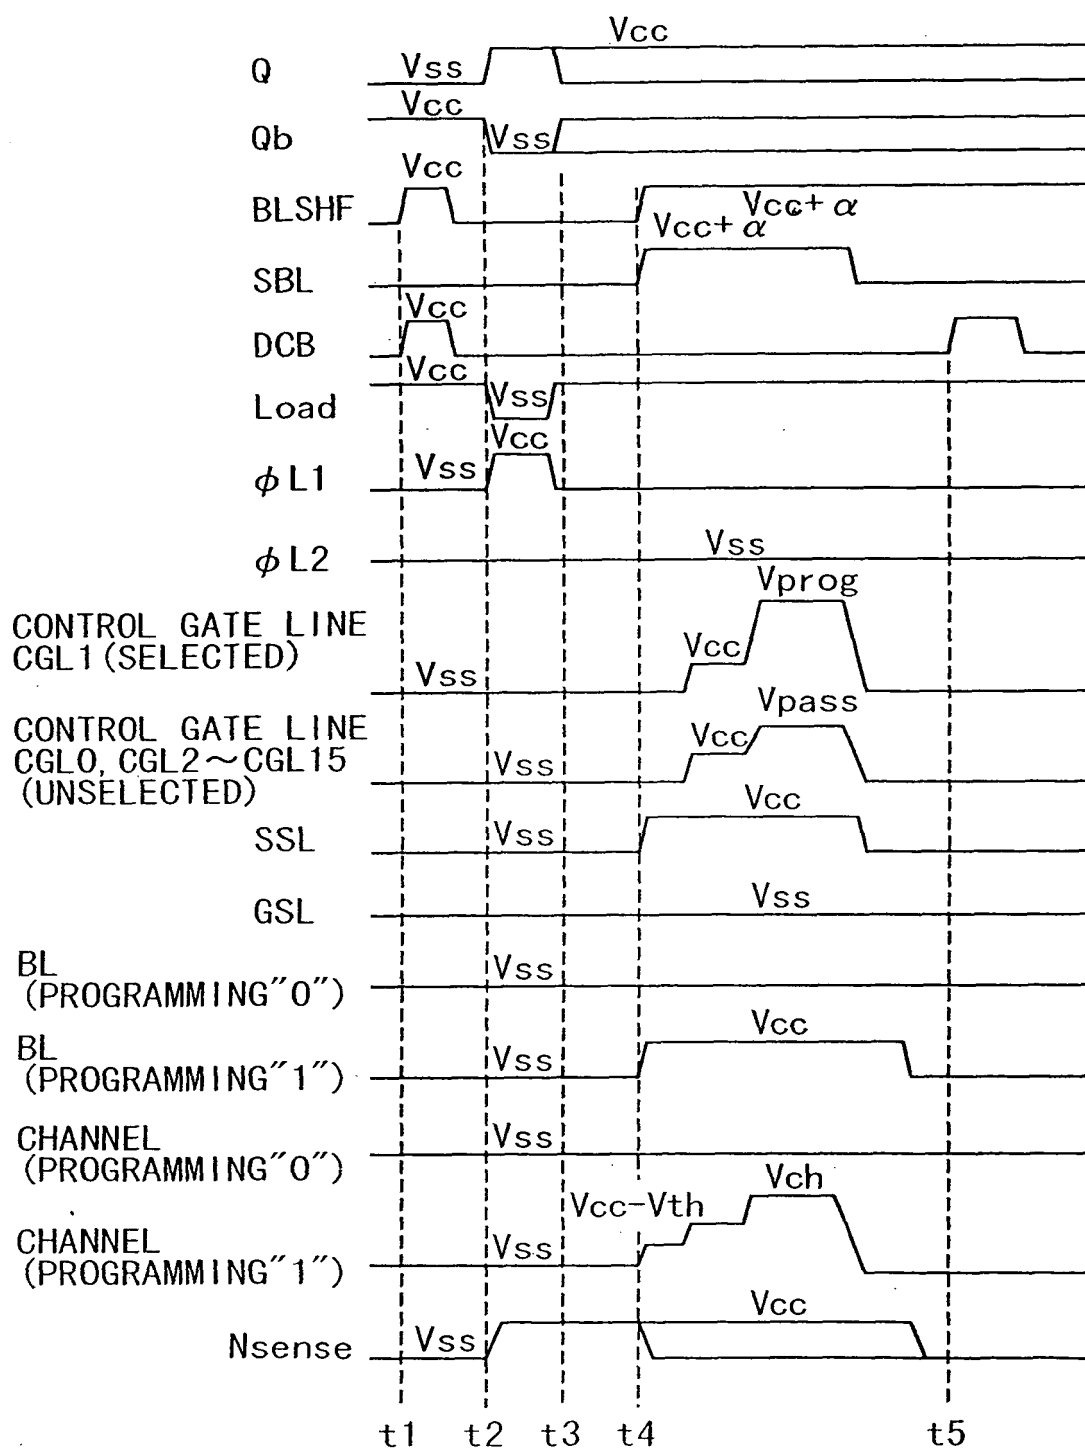 Vcc
Q Vss
Vcc
Qb Vss
Vcc
BLSHF Vcc+α
Vcc+α
SBL
Vcc
DCB
Vcc
Load Vss
Vcc
φL1 Vss
φL2 Vss
Vprog
CONTROL GATE LINE
CGL1(SELECTED) Vss Vcc
Vpass
CONTROL GATE LINE
CGL0, CGL2~CGL15 Vss Vcc
(UNSELECTED)
Vcc
SSL Vss
GSL Vss
BL Vss
(PROGRAMMING"0")
Vcc
BL Vss
(PROGRAMMING"1")
CHANNEL Vss
(PROGRAMMING"0")
Vcc-Vth Vch
CHANNEL Vss
(PROGRAMMING"1")
Vcc
Nsense Vss
t1 t2 t3 t4 t5